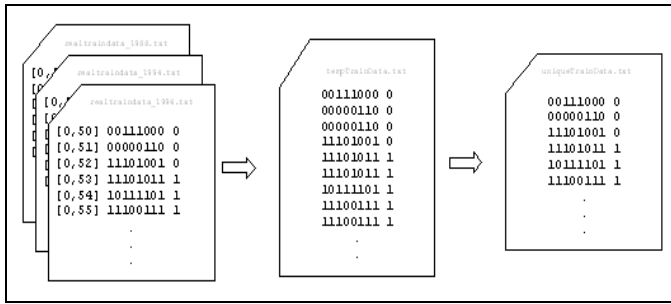 realtraindata_1988.txt
[0,
realtraindata_1994.txt
[0,
realtraindata_1996.txt
[0,50] 00111000 0
[0,51] 00000110 0
[0,52] 11101001 0
[0,53] 11101011 1
[0,54] 10111101 1
[0,55] 11100111 1
.
.
.
tempTrainData.txt
00111000 0
00000110 0
00000110 0
11101001 0
11101011 1
11101011 1
10111101 1
11100111 1
11100111 1
.
.
uniqueTrainData.txt
00111000 0
00000110 0
11101001 0
11101011 1
10111101 1
11100111 1
.
.
.